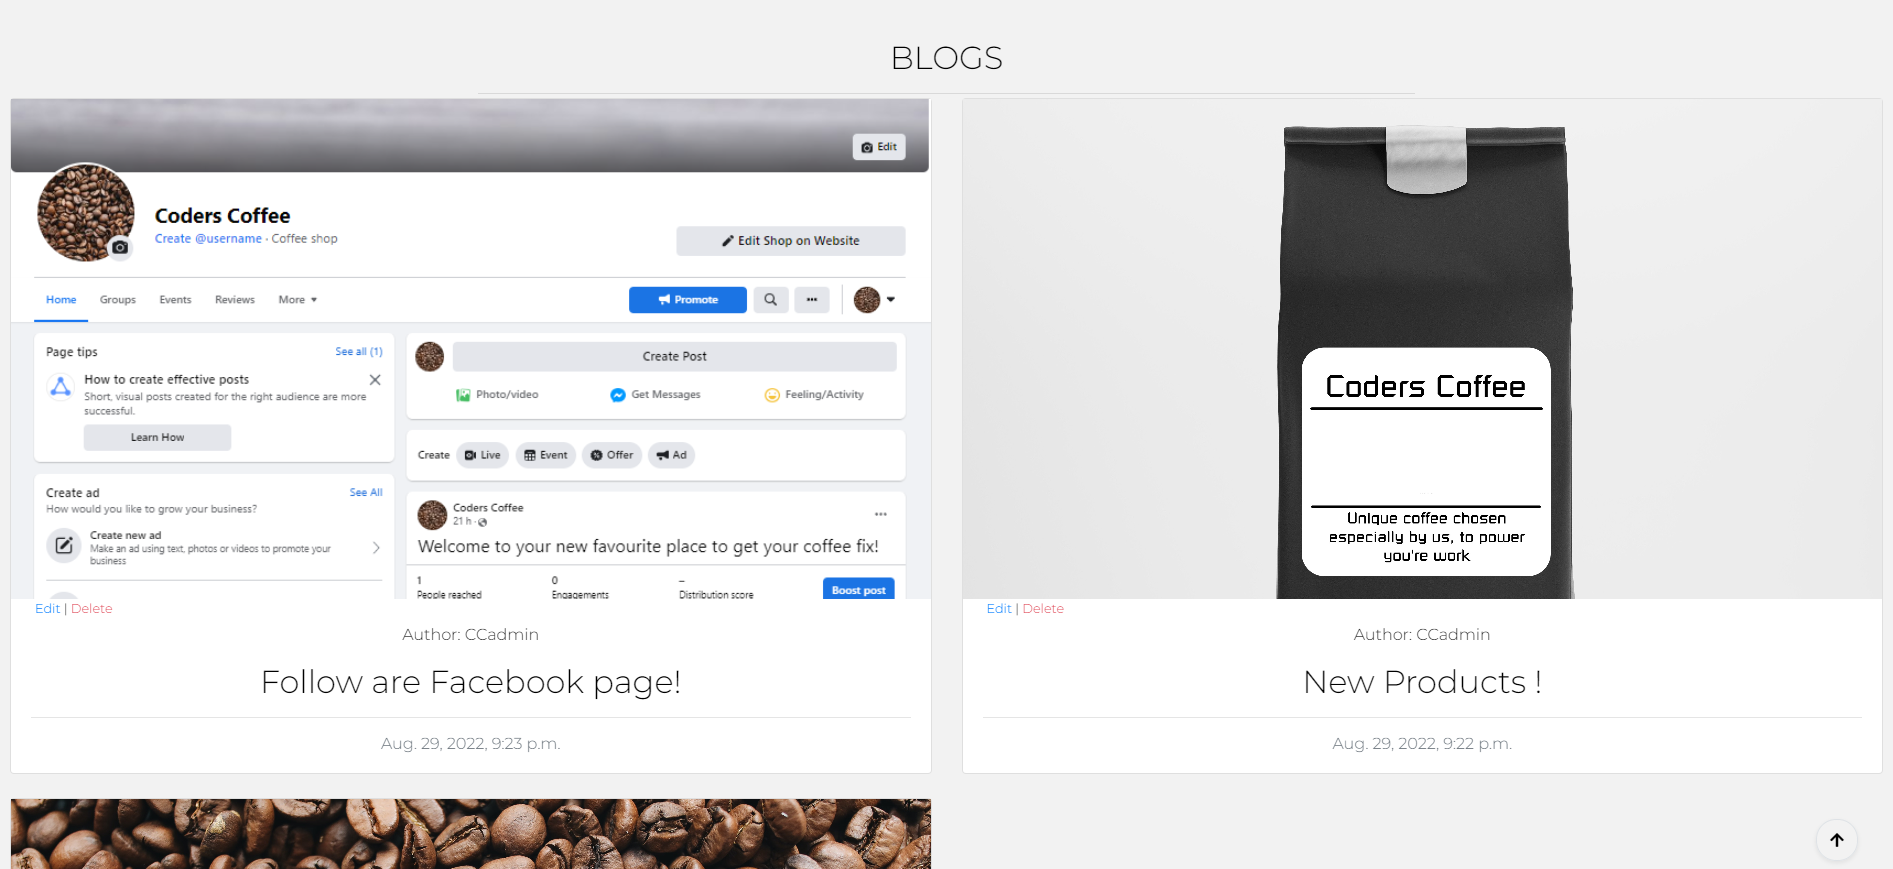 BLOGS
Edit
Coders Coffee
Create @username · Coffee shop
Edit Shop on Website
Home Groups Events Reviews More
Promote
Page tips See all (1)
How to create effective posts
Short, visual posts created for the right audience are more
successful.
Learn How
Create ad See All
How would you like to grow your business?
Create new ad
Make an ad using text, photos or videos to promote your
business
Create Post
Photo/video Get Messages Feeling/Activity
Create Live Event Offer Ad
Coders Coffee
21 h ·
Welcome to your new favourite place to get your coffee fix!
1 0 –
People reached Engagements Distribution score
Boost post
Edit | Delete
Author: CCadmin
Follow are Facebook page!
Aug. 29, 2022, 9:23 p.m.
Coders Coffee
Unique coffee chosen
especially by us, to power
you're work
Edit | Delete
Author: CCadmin
New Products !
Aug. 29, 2022, 9:22 p.m.